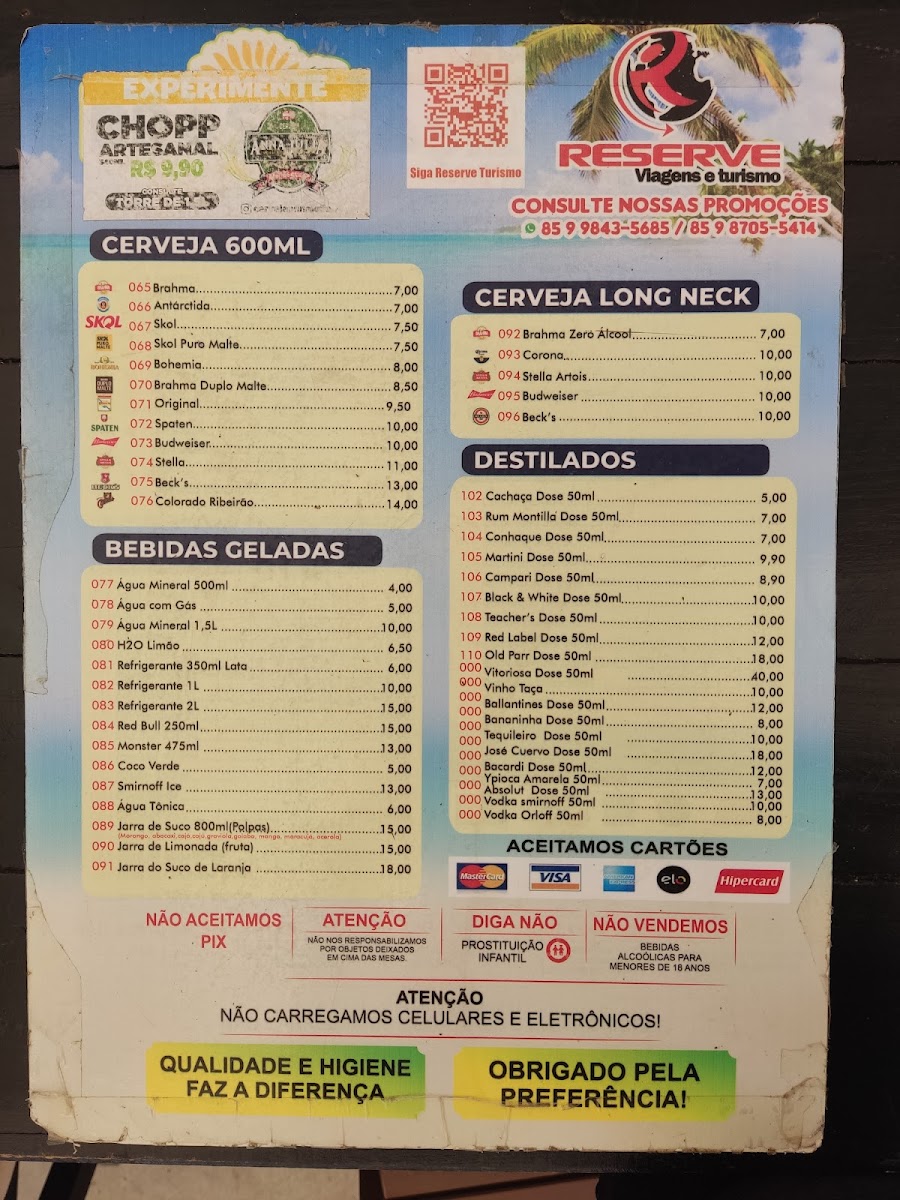 EXPERIMENTE
CHOPP
ARTESANAL
R$ 9,90
CONSULTE
TORRE DE
Siga Reserve Turismo
RESERVE
Viagens e turismo
CONSULTE NOSSAS PROMOÇÕES
85 9 9843-5685 / 85 9 8705-5414
CERVEJA 600ML
065 Brahma 7,00
066 Antárctida 7,00
SKOL 067 Skol 7,50
068 Skol Puro Malte 7,50
069 Bohemia 8,00
070 Brahma Duplo Malte 8,50
071 Original 9,50
SPATEN 072 Spaten 10,00
073 Budweiser 10,00
074 Stella 11,00
075 Beck's 13,00
076 Colorado Ribeirão 14,00
BEBIDAS GELADAS
077 Água Mineral 500ml 4,00
078 Água com Gás 5,00
079 Água Mineral 1,5L 10,00
080 H2O Limão 6,50
081 Refrigerante 350ml Lata 6,00
082 Refrigerante 1L 10,00
083 Refrigerante 2L 15,00
084 Red Bull 250ml 15,00
085 Monster 475ml 13,00
086 Coco Verde 5,00
087 Smirnoff Ice 13,00
088 Água Tônica 6,00
089 Jarra de Suco 800ml(Polpas) 15,00
(Morango, abacaxi,cajá,cajú,graviola,goiaba, manga, maracujá, acerola)
090 Jarra de Limonada (fruta) 15,00
091 Jarra do Suco de Laranja 18,00
CERVEJA LONG NECK
092 Brahma Zero Álcool 7,00
093 Corona 10,00
094 Stella Artois 10,00
095 Budweiser 10,00
096 Beck's 10,00
DESTILADOS
102 Cachaça Dose 50ml 5,00
103 Rum Montilla Dose 50ml 7,00
104 Conhaque Dose 50ml 7,00
105 Martini Dose 50ml 9,90
106 Campari Dose 50ml 8,90
107 Black & White Dose 50ml 10,00
108 Teacher's Dose 50ml 10,00
109 Red Label Dose 50ml 12,00
110 Old Parr Dose 50ml 18,00
000 Vitoriosa Dose 50ml 40,00
000 Vinho Taça 10,00
000 Ballantines Dose 50ml 12,00
000 Bananinha Dose 50ml 8,00
000 Tequileiro Dose 50ml 10,00
000 José Cuervo Dose 50ml 18,00
000 Bacardi Dose 50ml 12,00
000 Ypioca Amarela 50ml 7,00
000 Absolut Dose 50ml 13,00
000 Vodka smirnoff 50ml 10,00
000 Vodka Orloff 50ml 8,00
ACEITAMOS CARTÕES
MasterCard VISA AMERICAN EXPRESS elo Hipercard
NÃO ACEITAMOS
PIX
ATENÇÃO
NÃO NOS RESPONSABILIZAMOS
POR OBJETOS DEIXADOS
EM CIMA DAS MESAS.
DIGA NÃO
PROSTITUIÇÃO
INFANTIL
NÃO VENDEMOS
BEBIDAS
ALCOÓLICAS PARA
MENORES DE 18 ANOS
ATENÇÃO
NÃO CARREGAMOS CELULARES E ELETRÔNICOS!
QUALIDADE E HIGIENE
FAZ A DIFERENÇA
OBRIGADO PELA
PREFERÊNCIA!